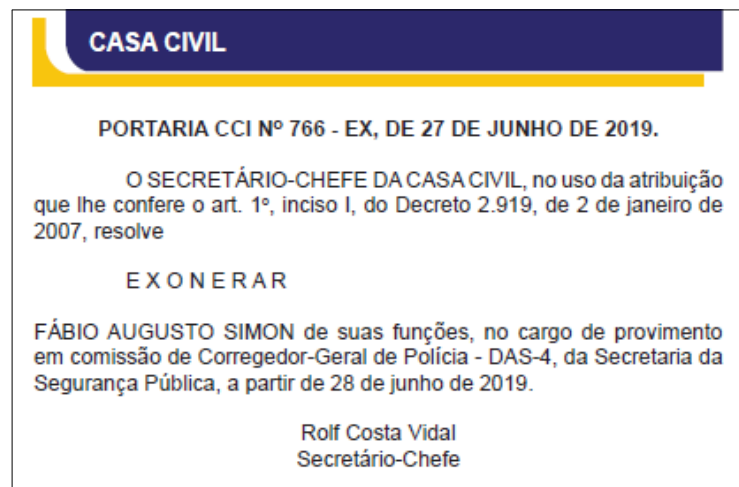 CASA CIVIL
PORTARIA CCI Nº 766 - EX, DE 27 DE JUNHO DE 2019.
O SECRETÁRIO-CHEFE DA CASA CIVIL, no uso da atribuição
que lhe confere o art. 1º, inciso I, do Decreto 2.919, de 2 de janeiro de
2007, resolve
E X O N E R A R
FÁBIO AUGUSTO SIMON de suas funções, no cargo de provimento
em comissão de Corregedor-Geral de Polícia - DAS-4, da Secretaria da
Segurança Pública, a partir de 28 de junho de 2019.
Rolf Costa Vidal
Secretário-Chefe